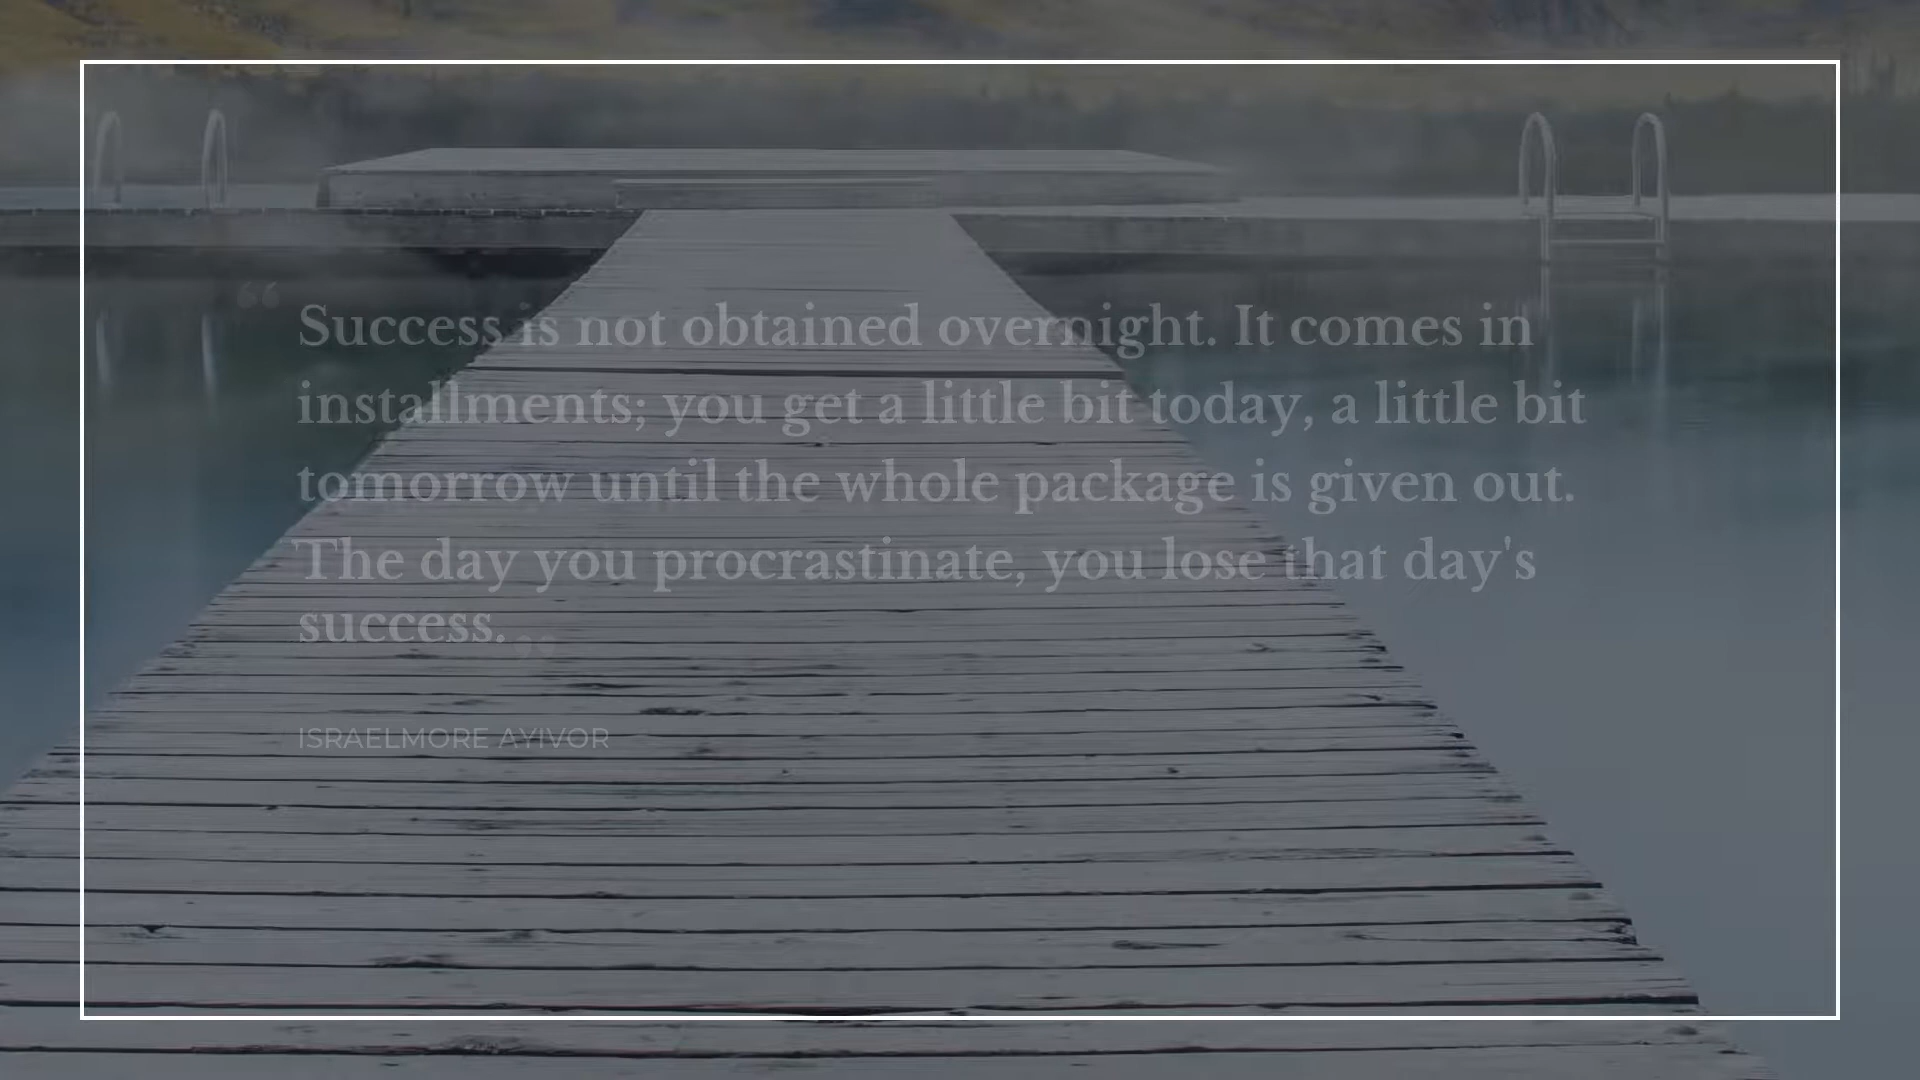 “Success is not obtained overnight. It comes in
installments; you get a little bit today, a little bit
tomorrow until the whole package is given out.
The day you procrastinate, you lose that day's
success.”
ISRAELMORE AYIVOR